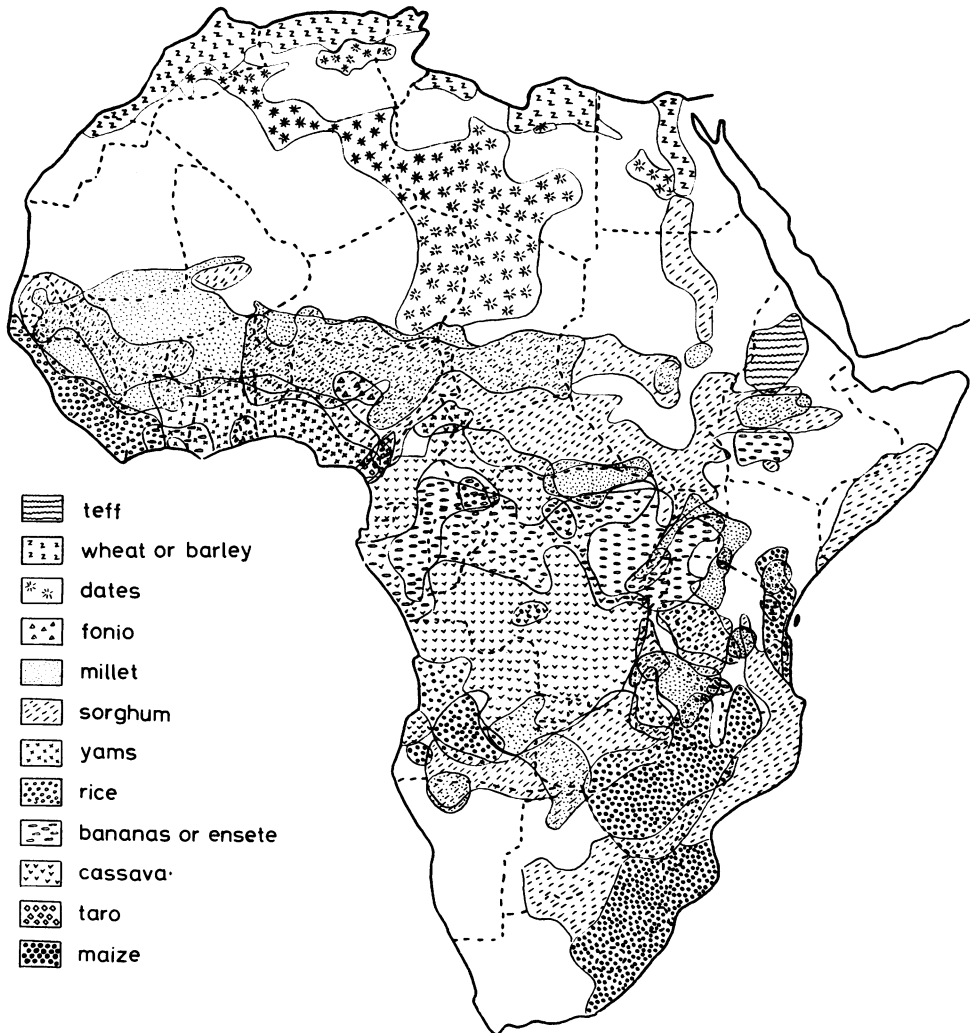 teff
wheat or barley
dates
fonio
millet
sorghum
yams
rice
bananas or ensete
cassava
taro
maize